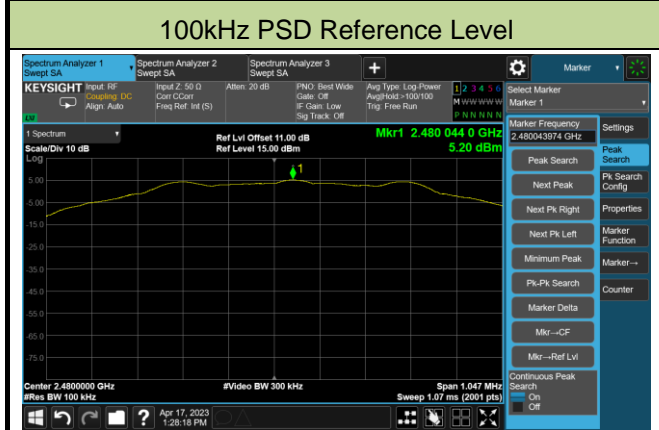 100kHz PSD Reference Level
Spectrum Analyzer 1
Swept SA
Spectrum Analyzer 2
Swept SA
Spectrum Analyzer 3
Swept SA
+
Marker
KEYSIGHT
Input: RF
Coupling: DC
Align: Auto
Input Z: 50 Ω
Corr CCorr
Freq Ref: Int (S)
Atten: 20 dB
PNO: Best Wide
Gate: Off
IF Gain: Low
Sig Track: Off
Avg Type: Log-Power
Avg|Hold:>100/100
Trig: Free Run
1 2 3 4 5 6
M W W W W W
P N N N N N
Select Marker
Marker 1
1 Spectrum
Scale/Div 10 dB
Log
Ref Lvl Offset 11.00 dB
Ref Level 15.00 dBm
Mkr1 2.480 044 0 GHz
5.20 dBm
1
5.00
-5.00
-15.0
-25.0
-35.0
-45.0
-55.0
-65.0
-75.0
Center 2.4800000 GHz
#Res BW 100 kHz
#Video BW 300 kHz
Span 1.047 MHz
Sweep 1.07 ms (2001 pts)
Marker Frequency
2.480043974 GHz
Peak Search
Next Peak
Next Pk Right
Next Pk Left
Minimum Peak
Pk-Pk Search
Marker Delta
Mkr→CF
Mkr→Ref Lvl
Continuous Peak
Search
On
Off
Settings
Peak
Search
Pk Search
Config
Properties
Marker
Function
Marker→
Counter
?
Apr 17, 2023
1:28:18 PM